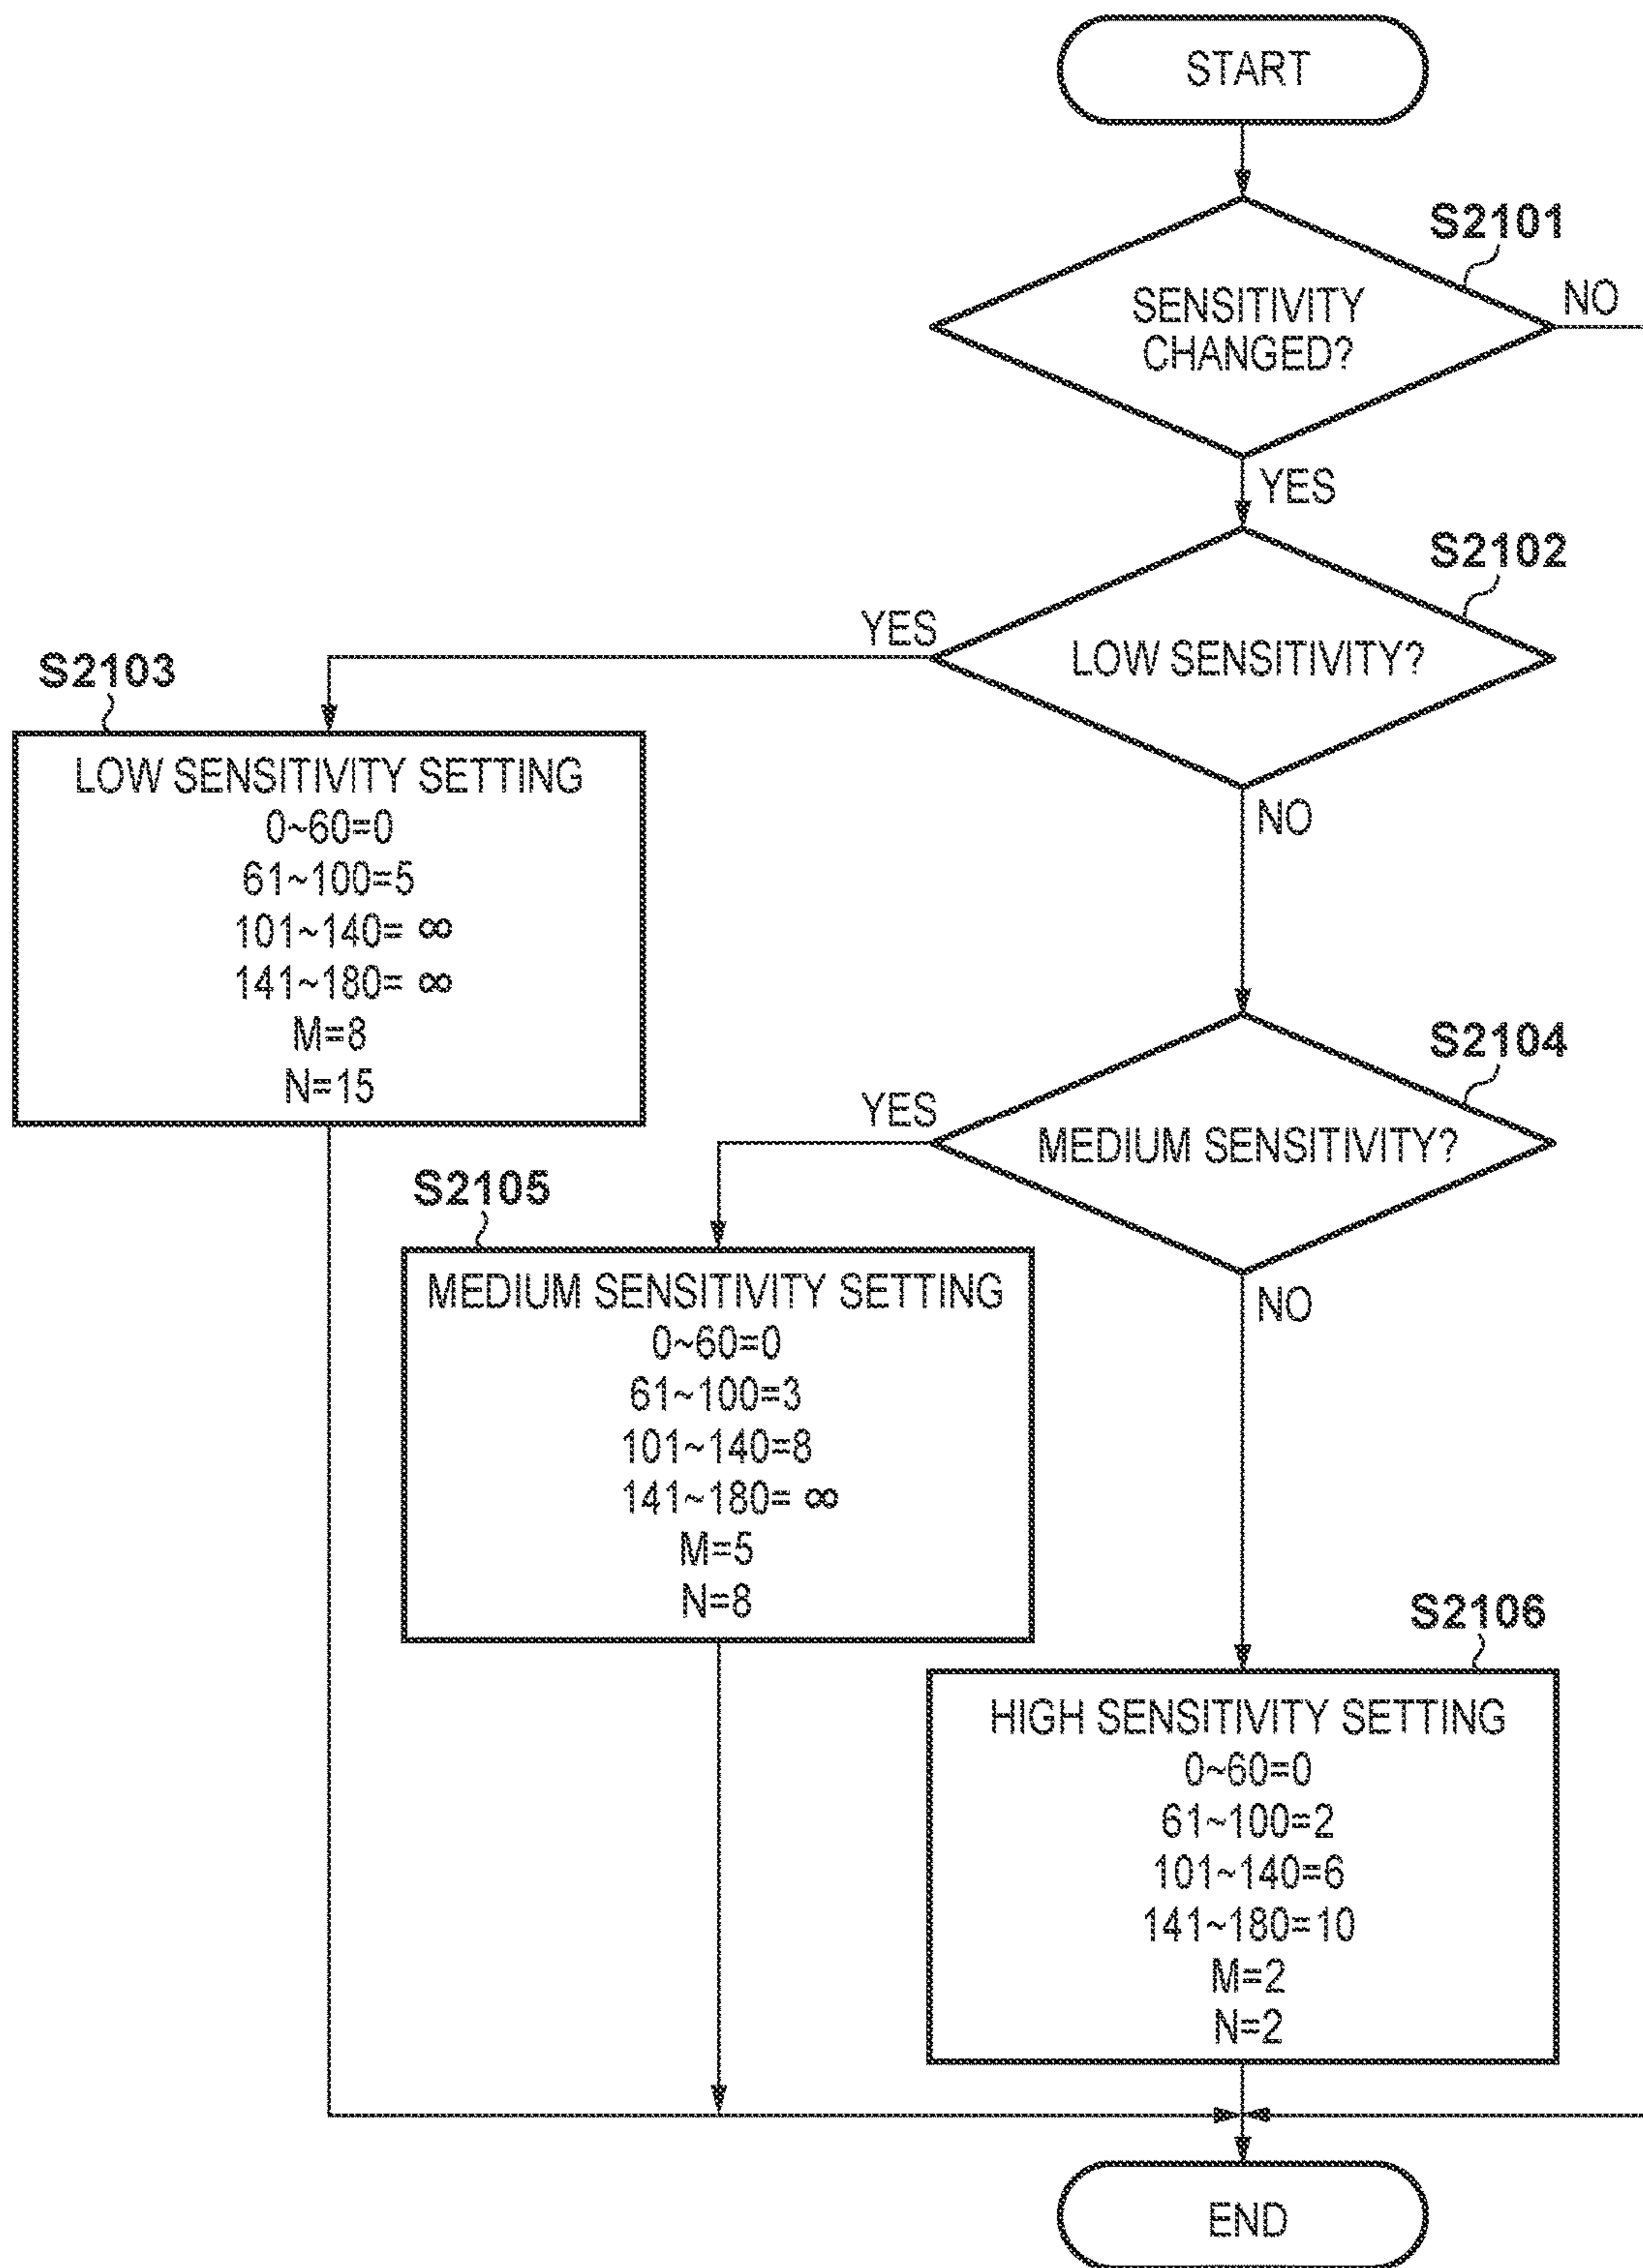 START
S2101
SENSITIVITY
CHANGED?
NO
YES
S2102
LOW SENSITIVITY?
YES
NO
S2103
LOW SENSITIVITY SETTING
0~60=0
61~100=5
101~140= ∞
141~180= ∞
M=8
N=15
S2104
MEDIUM SENSITIVITY?
YES
NO
S2105
MEDIUM SENSITIVITY SETTING
0~60=0
61~100=3
101~140=8
141~180= ∞
M=5
N=8
S2106
HIGH SENSITIVITY SETTING
0~60=0
61~100=2
101~140=6
141~180=10
M=2
N=2
END